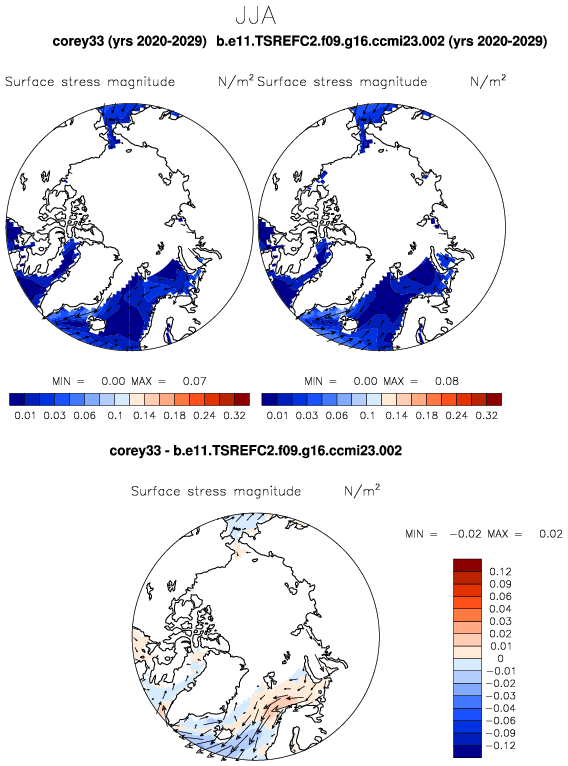 JJA
corey33 (yrs 2020-2029) b.e11.TSREFC2.f09.g16.ccmi23.002 (yrs 2020-2029)
Surface stress magnitude N/m² Surface stress magnitude N/m²
MIN = 0.00 MAX = 0.07 MIN = 0.00 MAX = 0.08
0.01 0.03 0.06 0.1 0.14 0.18 0.24 0.32 0.01 0.03 0.06 0.1 0.14 0.18 0.24 0.32
corey33 - b.e11.TSREFC2.f09.g16.ccmi23.002
Surface stress magnitude N/m²
MIN = -0.02 MAX = 0.02
0.12
0.09
0.06
0.04
0.03
0.02
0.01
0
-0.01
-0.02
-0.03
-0.04
-0.06
-0.09
-0.12